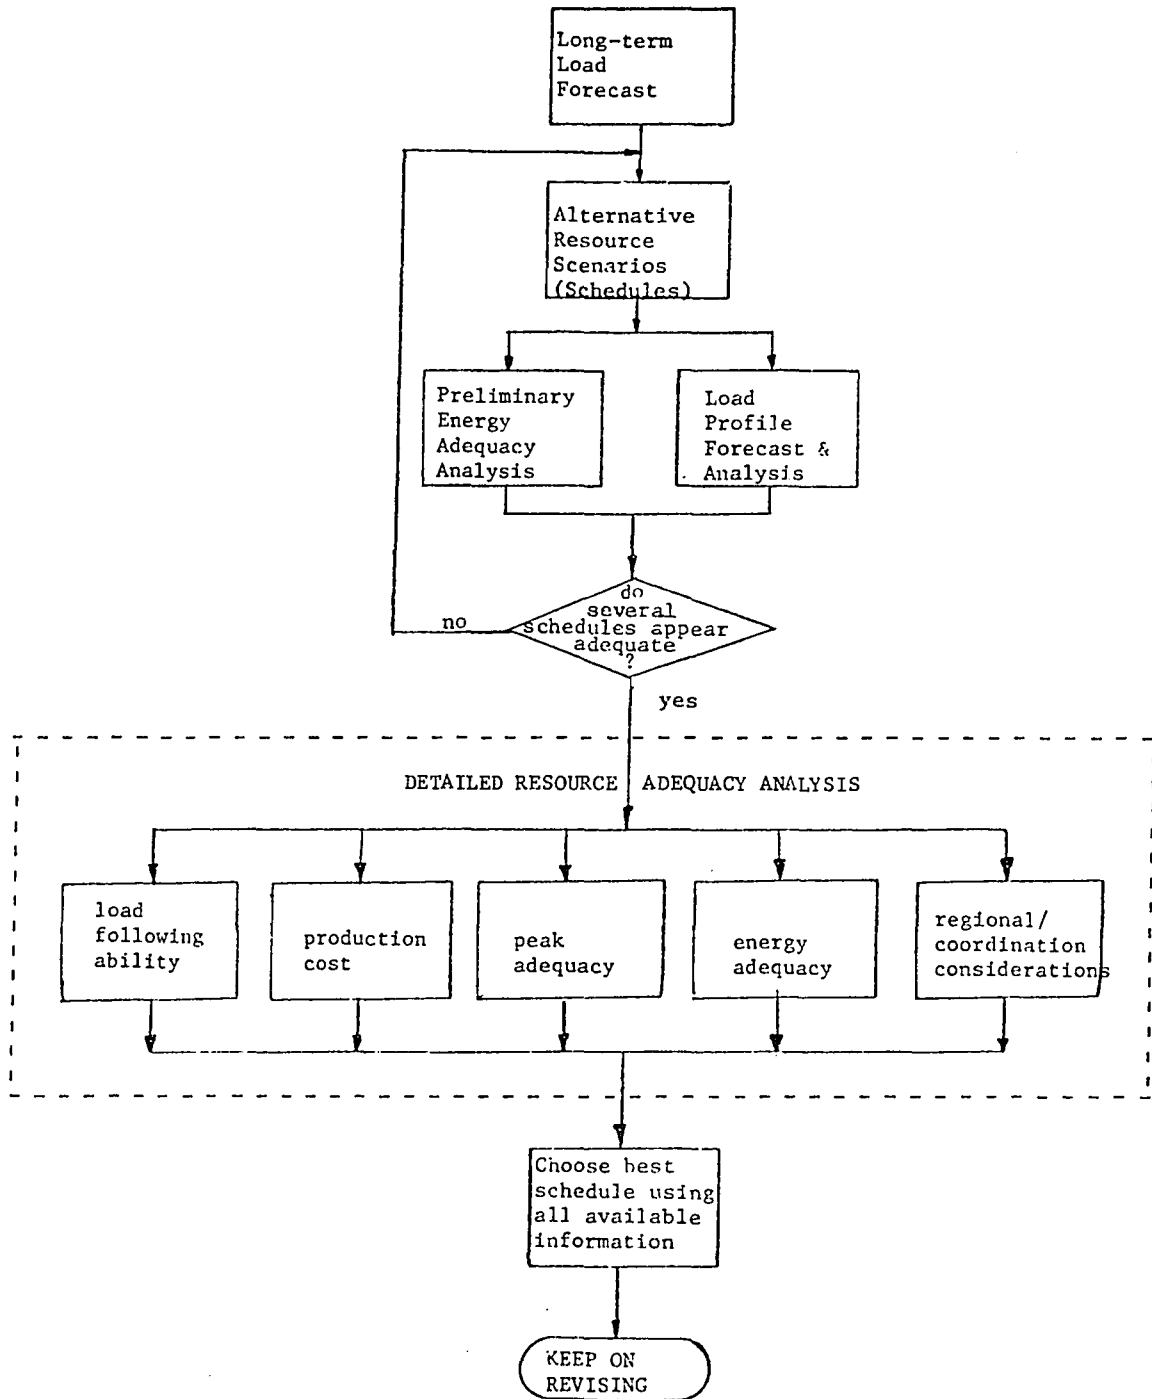 Long-term
Load
Forecast
Alternative
Resource
Scenarios
(Schedules)
Preliminary
Energy
Adequacy
Analysis
Load
Profile
Forecast &
Analysis
do
several
schedules appear
adequate
?
no
yes
DETAILED RESOURCE ADEQUACY ANALYSIS
load
following
ability
production
cost
peak
adequacy
energy
adequacy
regional/
coordination
considerations
Choose best
schedule using
all available
information
KEEP ON
REVISING